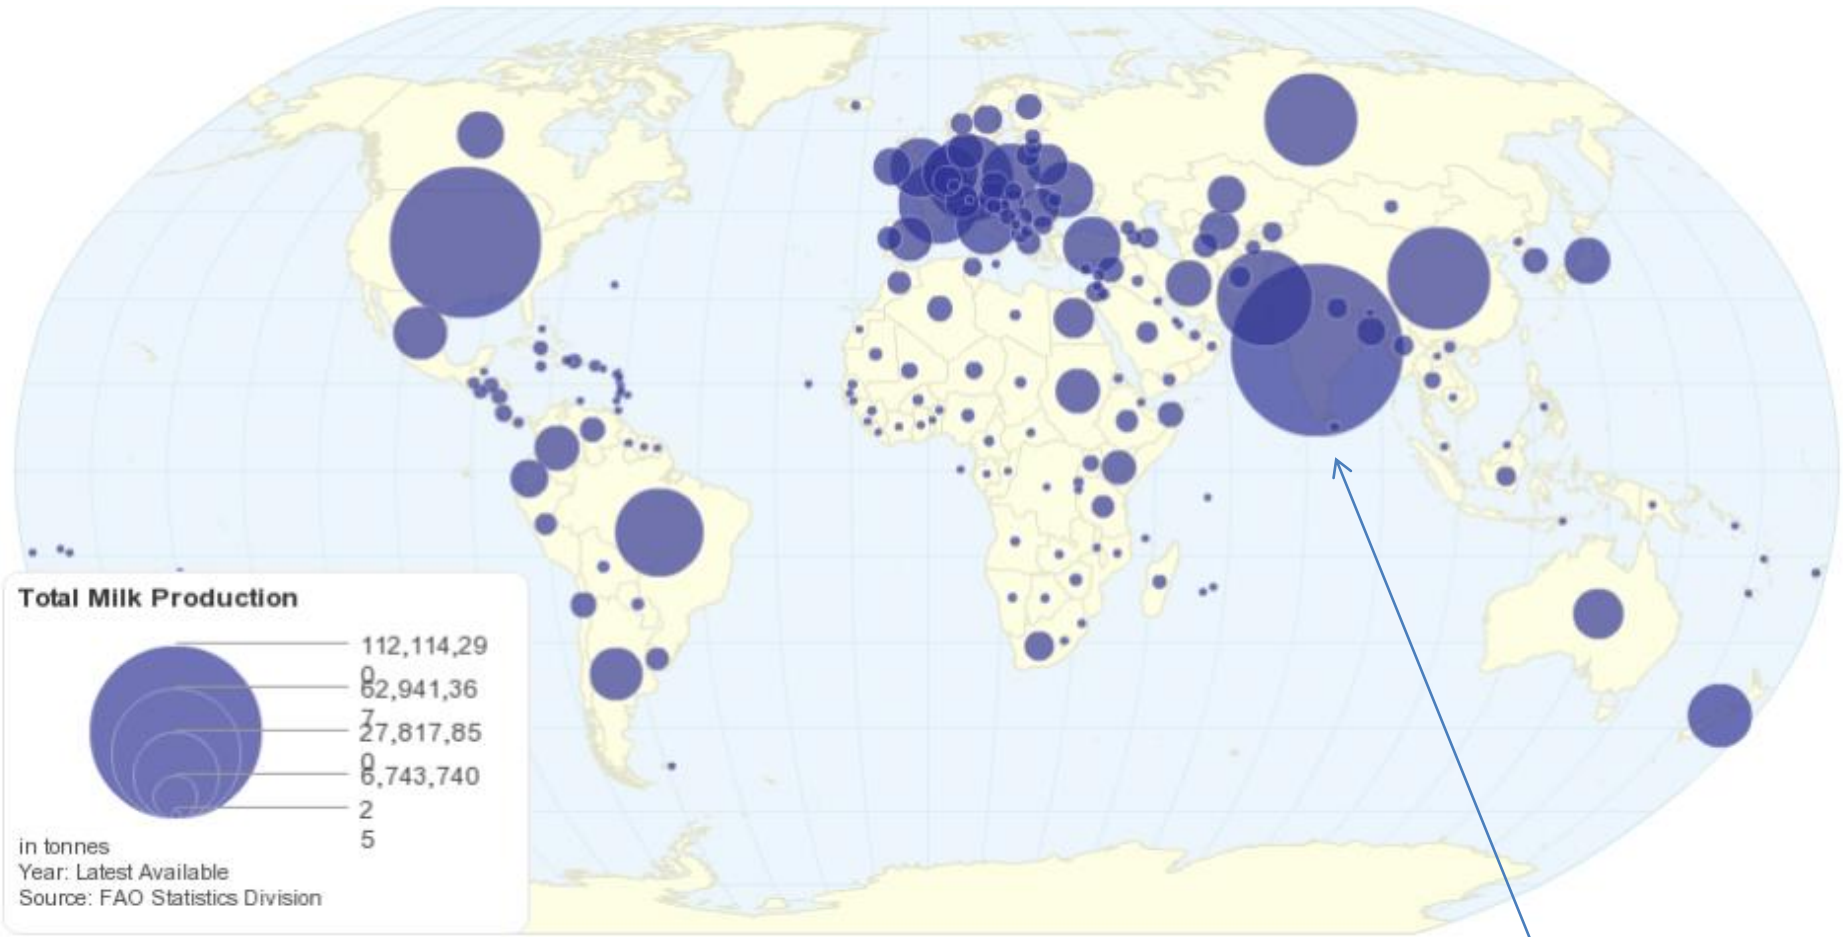 Total Milk Production
112,114,29
0
62,941,36
7
27,817,85
0
6,743,740
2
5
in tonnes
Year: Latest Available
Source: FAO Statistics Division